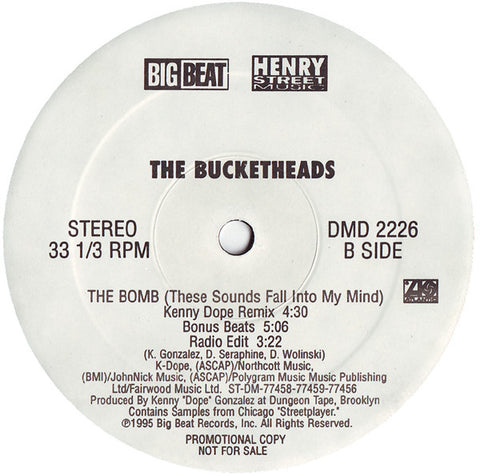 BIG BEAT
HENRY
STREET
MUSIC
THE BUCKETHEADS
STEREO
33 1/3 RPM
DMD 2226
B SIDE
THE BOMB (These Sounds Fall Into My Mind)
Kenny Dope Remix 4:30
Bonus Beats 5:06
Radio Edit 3:22
(K. Gonzalez, D. Seraphine, D. Wolinski)
K-Dope, (ASCAP)/Northcott Music,
(BMI)/JohnNick Music, (ASCAP)/Polygram Music Music Publishing
Ltd/Fairwood Music Ltd. ST-DM-77458-77459-77456
Produced By Kenny "Dope" Gonzalez at Dungeon Tape, Brooklyn
Contains Samples from Chicago "Streetplayer."
℗1995 Big Beat Records, Inc. All Rights Reserved.
PROMOTIONAL COPY
NOT FOR SALE
ATLANTIC